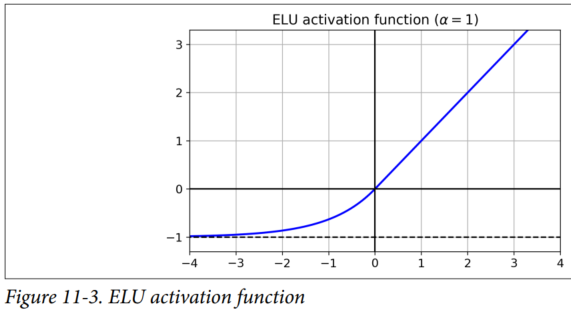 ELU activation function (α = 1)
3
2
1
0
−1
−4 −3 −2 −1 0 1 2 3 4
Figure 11-3. ELU activation function